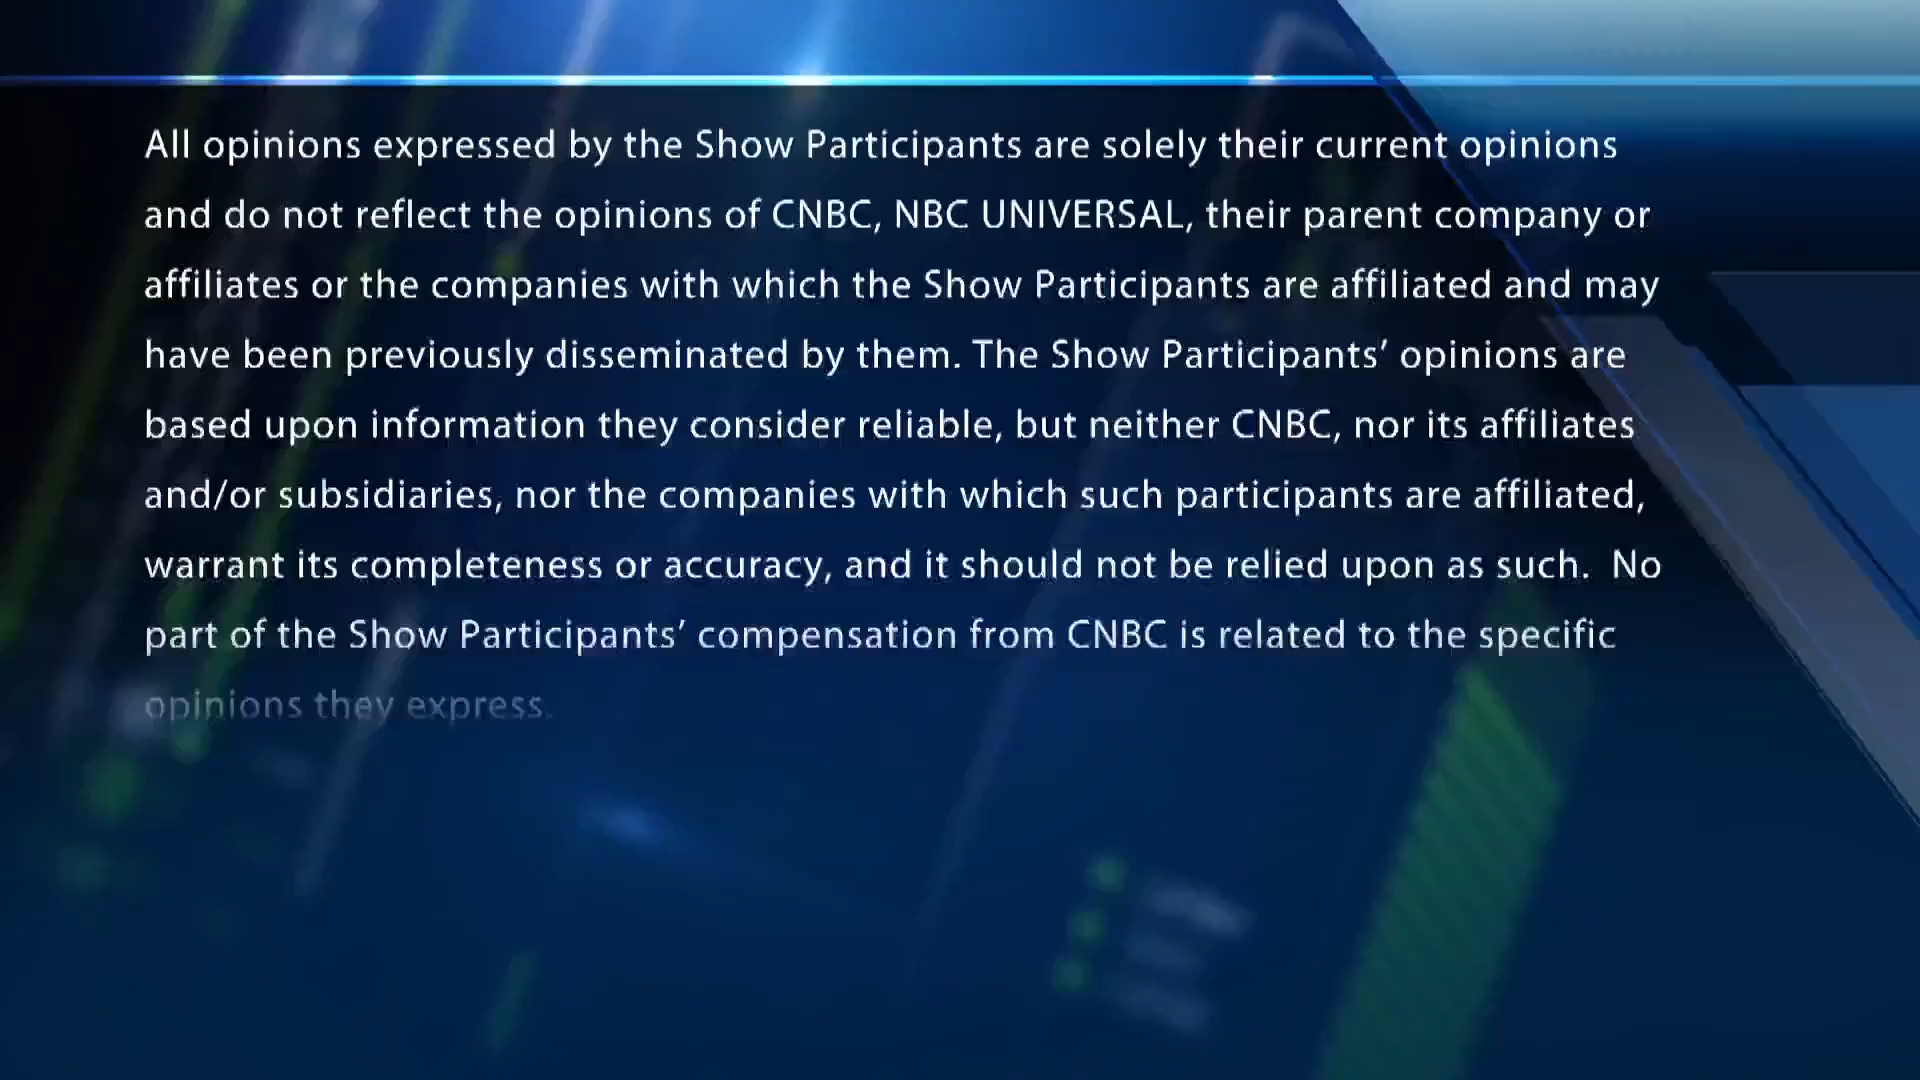 All opinions expressed by the Show Participants are solely their current opinions
and do not reflect the opinions of CNBC, NBC UNIVERSAL, their parent company or
affiliates or the companies with which the Show Participants are affiliated and may
have been previously disseminated by them. The Show Participants’ opinions are
based upon information they consider reliable, but neither CNBC, nor its affiliates
and/or subsidiaries, nor the companies with which such participants are affiliated,
warrant its completeness or accuracy, and it should not be relied upon as such.  No
part of the Show Participants’ compensation from CNBC is related to the specific
opinions they express.